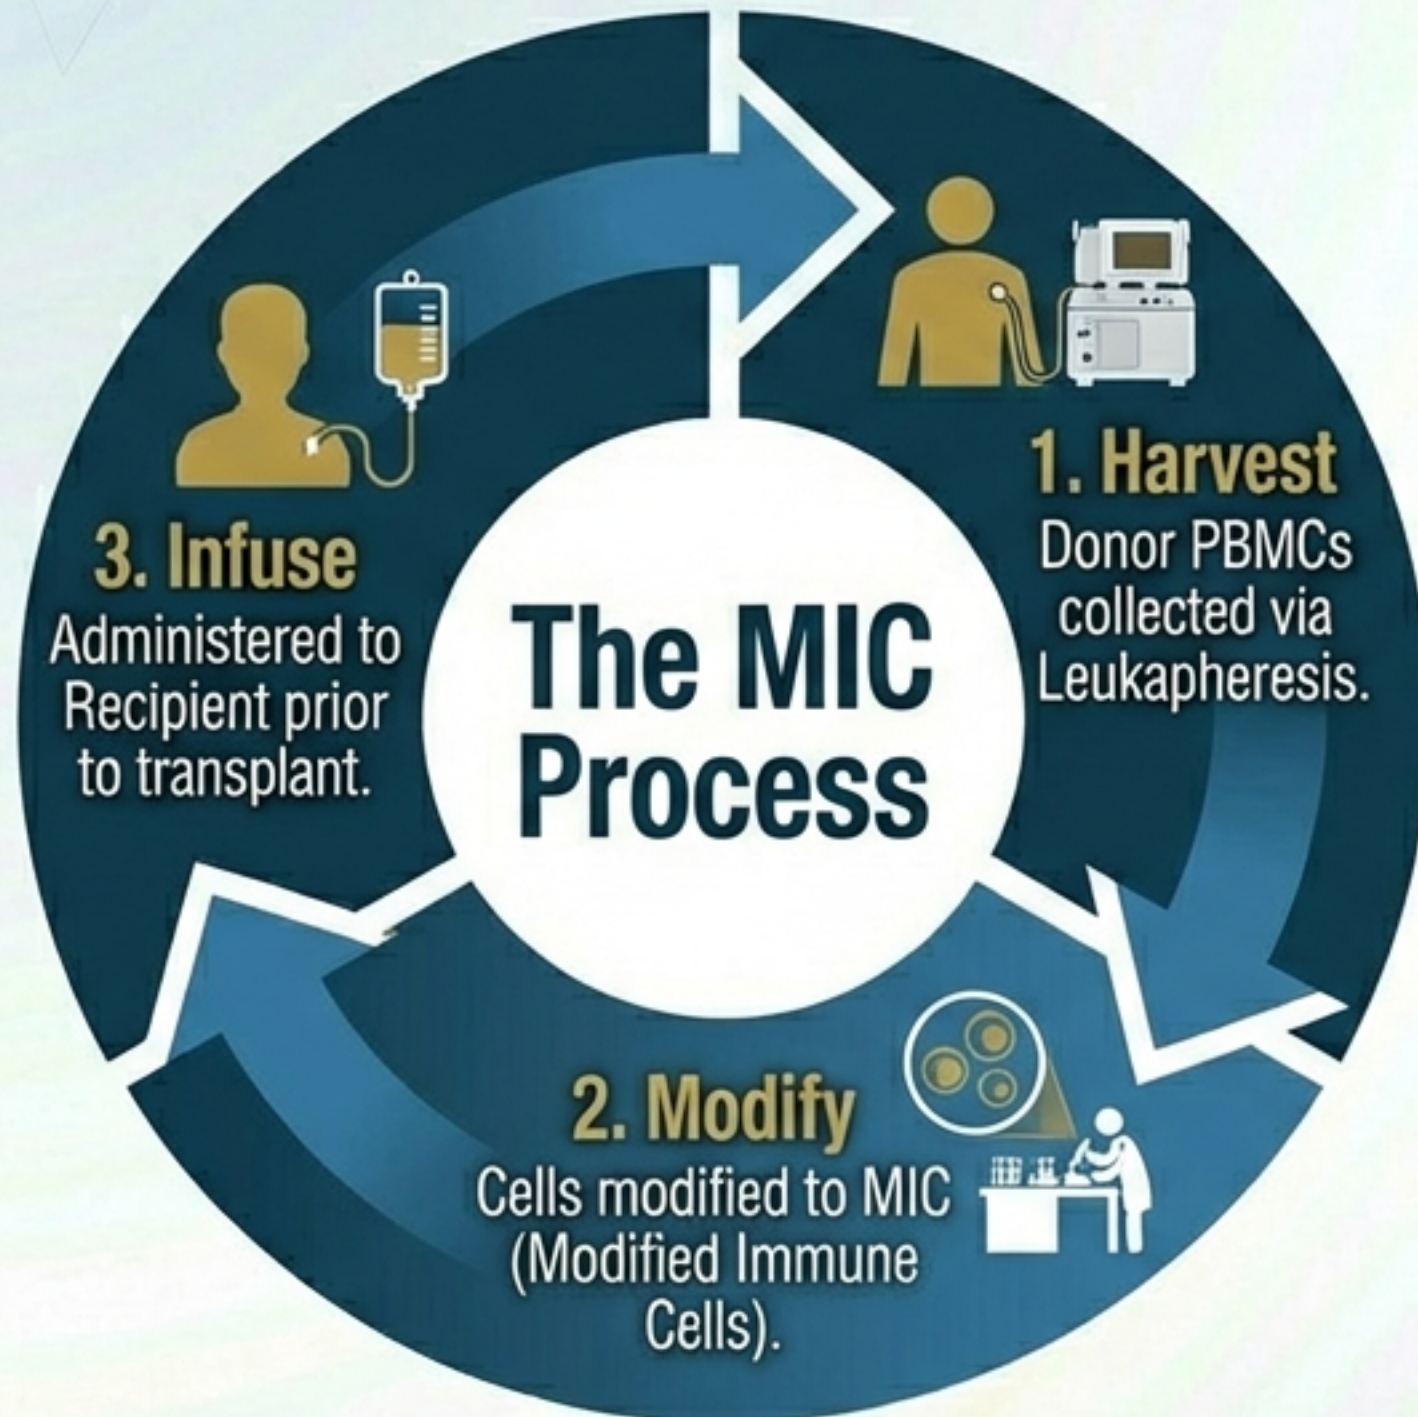 The MIC
Process
1. Harvest
Donor PBMCs
collected via
Leukapheresis.
2. Modify
Cells modified to MIC
(Modified Immune
Cells).
3. Infuse
Administered to
Recipient prior
to transplant.